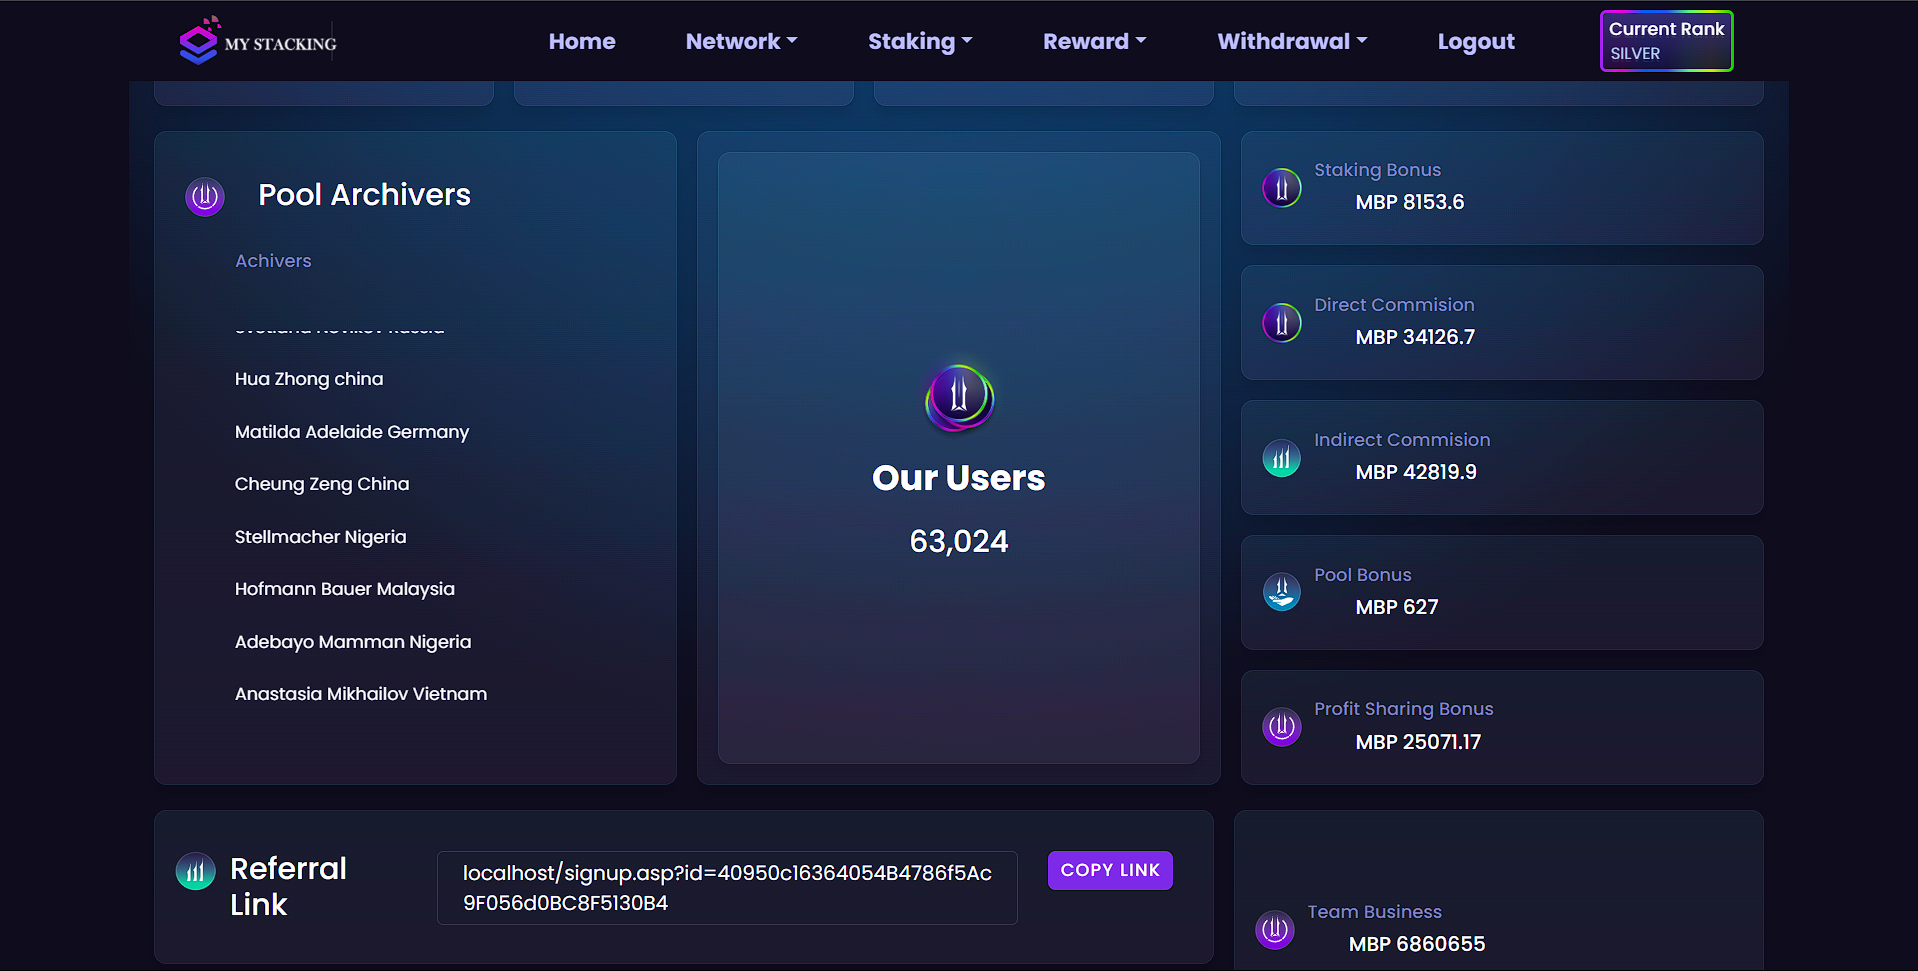 MY STACKING
Home
Network
Staking
Reward
Withdrawal
Logout
Current Rank
SILVER
Pool Archivers
Achivers
Hua Zhong china
Matilda Adelaide Germany
Cheung Zeng China
Stellmacher Nigeria
Hofmann Bauer Malaysia
Adebayo Mamman Nigeria
Anastasia Mikhailov Vietnam
Our Users
63,024
Staking Bonus
MBP 8153.6
Direct Commision
MBP 34126.7
Indirect Commision
MBP 42819.9
Pool Bonus
MBP 627
Profit Sharing Bonus
MBP 25071.17
Referral
Link
localhost/signup.asp?id=40950c16364054B4786f5Ac
9F056d0BC8F5130B4
COPY LINK
Team Business
MBP 6860655